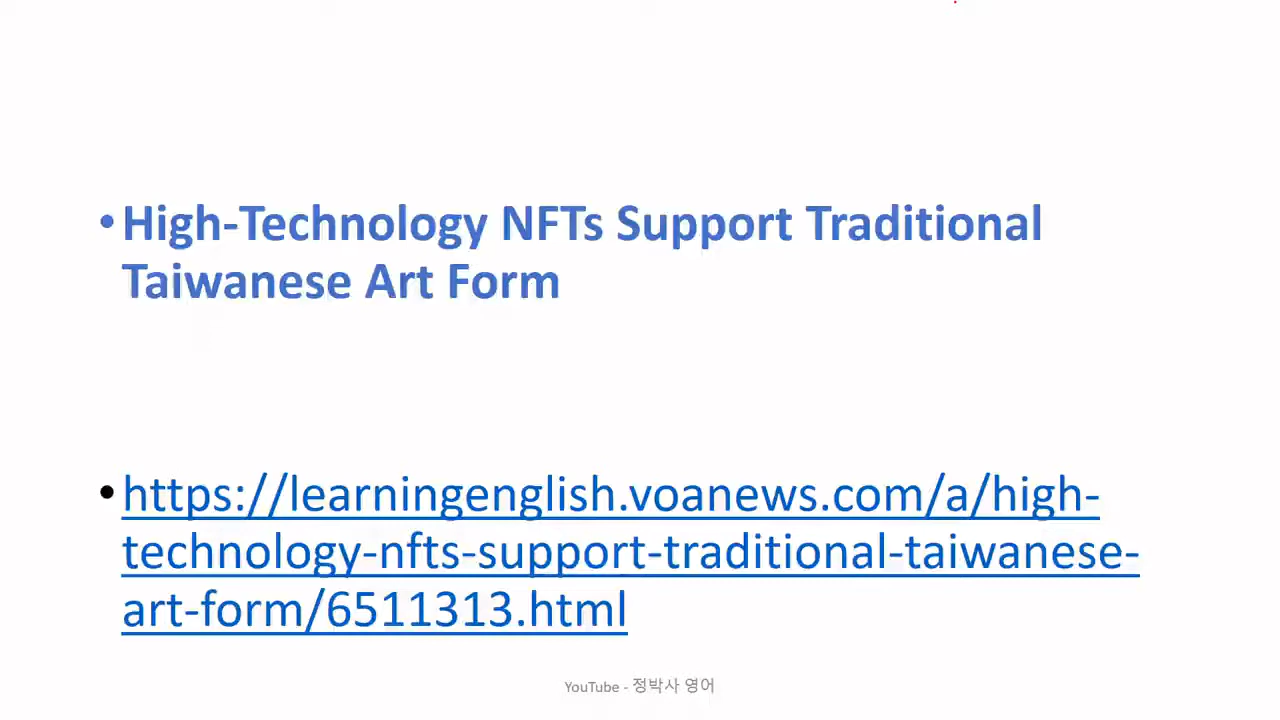 •High-Technology NFTs Support Traditional
Taiwanese Art Form
•https://learningenglish.voanews.com/a/high-
technology-nfts-support-traditional-taiwanese-
art-form/6511313.html
YouTube - 정박사 영어